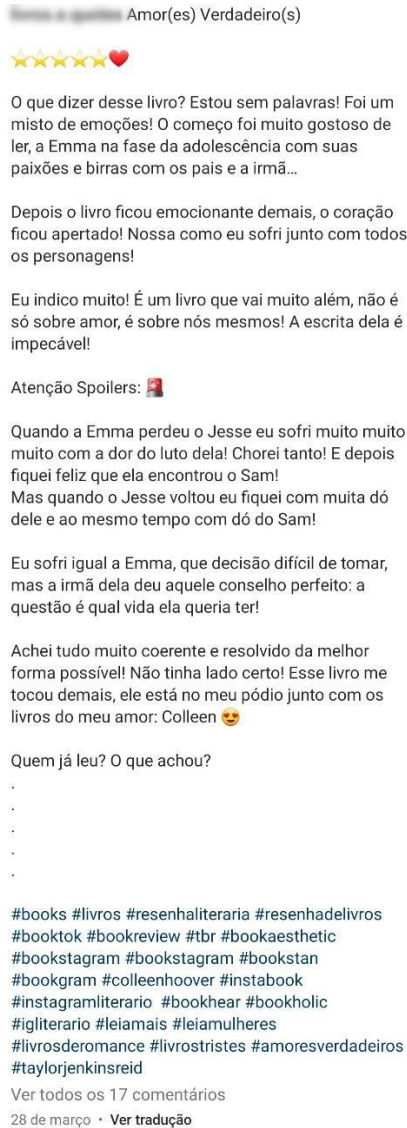 Amor(es) Verdadeiro(s)
⭐⭐⭐⭐⭐❤️
O que dizer desse livro? Estou sem palavras! Foi um
misto de emoções! O começo foi muito gostoso de
ler, a Emma na fase da adolescência com suas
paixões e birras com os pais e a irmã...
Depois o livro ficou emocionante demais, o coração
ficou apertado! Nossa como eu sofri junto com todos
os personagens!
Eu indico muito! É um livro que vai muito além, não é
só sobre amor, é sobre nós mesmos! A escrita dela é
impecável!
Atenção Spoilers: 🚨
Quando a Emma perdeu o Jesse eu sofri muito muito
muito com a dor do luto dela! Chorei tanto! E depois
fiquei feliz que ela encontrou o Sam!
Mas quando o Jesse voltou eu fiquei com muita dó
dele e ao mesmo tempo com dó do Sam!
Eu sofri igual a Emma, que decisão difícil de tomar,
mas a irmã dela deu aquele conselho perfeito: a
questão é qual vida ela queria ter!
Achei tudo muito coerente e resolvido da melhor
forma possível! Não tinha lado certo! Esse livro me
tocou demais, ele está no meu pódio junto com os
livros do meu amor: Colleen 😍
Quem já leu? O que achou?
.
.
.
.
.
#books #livros #resenhaliteraria #resenhadelivros
#booktok #bookreview #tbr #bookaesthetic
#bookstagram #bookstagram #bookstan
#bookgram #colleenhoover #instabook
#instagramliterario #bookhear #bookholic
#igliterario #leiamais #leiamulheres
#livrosderomance #livrostristes #amoresverdadeiros
#taylorjenkinsreid
Ver todos os 17 comentários
28 de março • Ver tradução